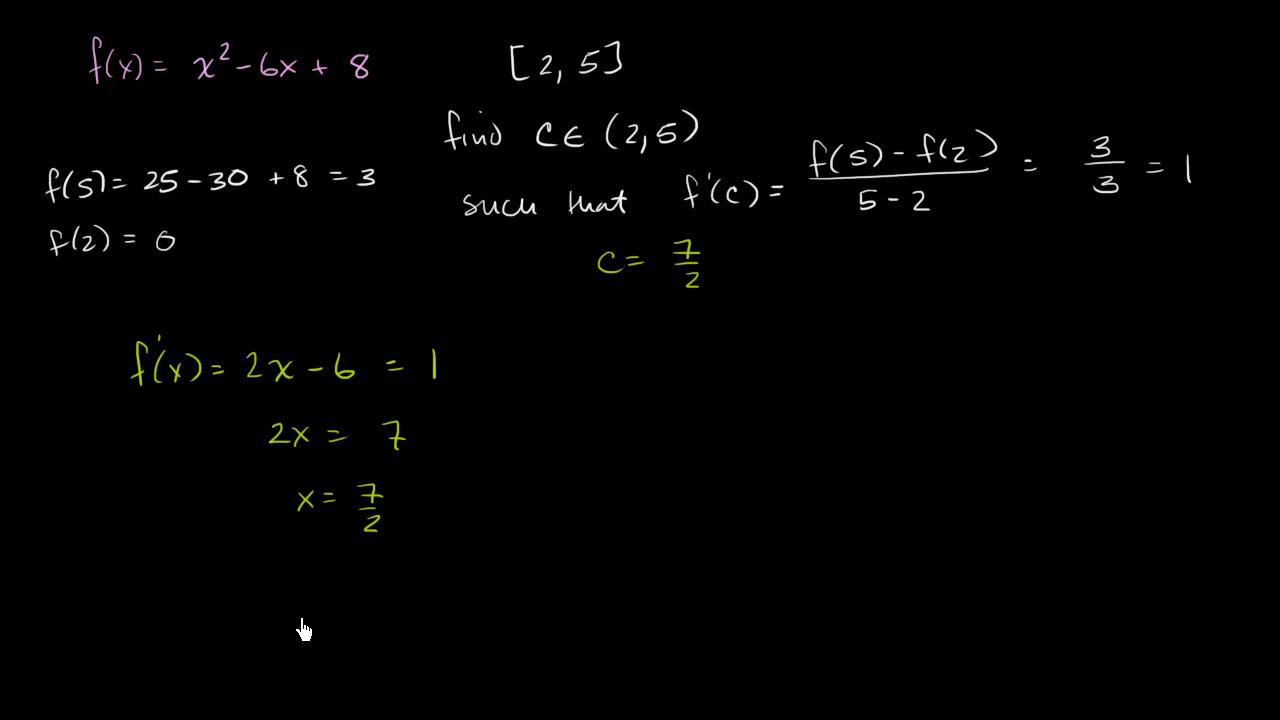 f(x) = x² - 6x + 8 [2, 5]
find c ∈ (2, 5)
f(5) = 25 - 30 + 8 = 3
such that f'(c) = (f(5) - f(2))/(5 - 2) = 3/3 = 1
f(2) = 0
c = 7/2
f'(x) = 2x - 6 = 1
2x = 7
x = 7/2